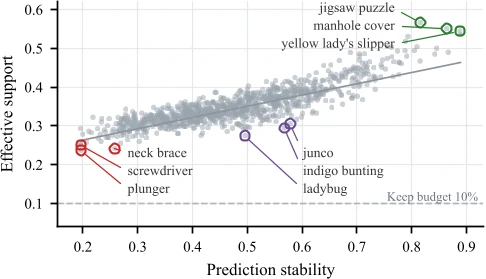 jigsaw puzzle
manhole cover
yellow lady's slipper
0.6
0.5
0.4
0.3
0.2
0.1
Effective support
neck brace
screwdriver
plunger
junco
indigo bunting
ladybug
Keep budget 10%
0.2 0.3 0.4 0.5 0.6 0.7 0.8 0.9
Prediction stability